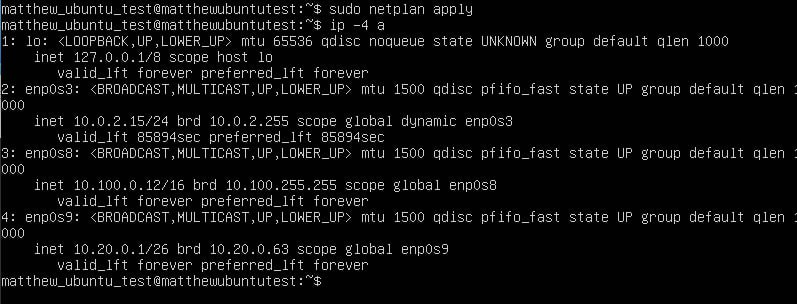 matthew_ubuntu_test@matthewubuntutest:~$ sudo netplan apply
matthew_ubuntu_test@matthewubuntutest:~$ ip -4 a
1: lo: <LOOPBACK,UP,LOWER_UP> mtu 65536 qdisc noqueue state UNKNOWN group default qlen 1000
    inet 127.0.0.1/8 scope host lo
       valid_lft forever preferred_lft forever
2: enp0s3: <BROADCAST,MULTICAST,UP,LOWER_UP> mtu 1500 qdisc pfifo_fast state UP group default qlen 1
000
    inet 10.0.2.15/24 brd 10.0.2.255 scope global dynamic enp0s3
       valid_lft 85894sec preferred_lft 85894sec
3: enp0s8: <BROADCAST,MULTICAST,UP,LOWER_UP> mtu 1500 qdisc pfifo_fast state UP group default qlen 1
000
    inet 10.100.0.12/16 brd 10.100.255.255 scope global enp0s8
       valid_lft forever preferred_lft forever
4: enp0s9: <BROADCAST,MULTICAST,UP,LOWER_UP> mtu 1500 qdisc pfifo_fast state UP group default qlen 1
000
    inet 10.20.0.1/26 brd 10.20.0.63 scope global enp0s9
       valid_lft forever preferred_lft forever
matthew_ubuntu_test@matthewubuntutest:~$